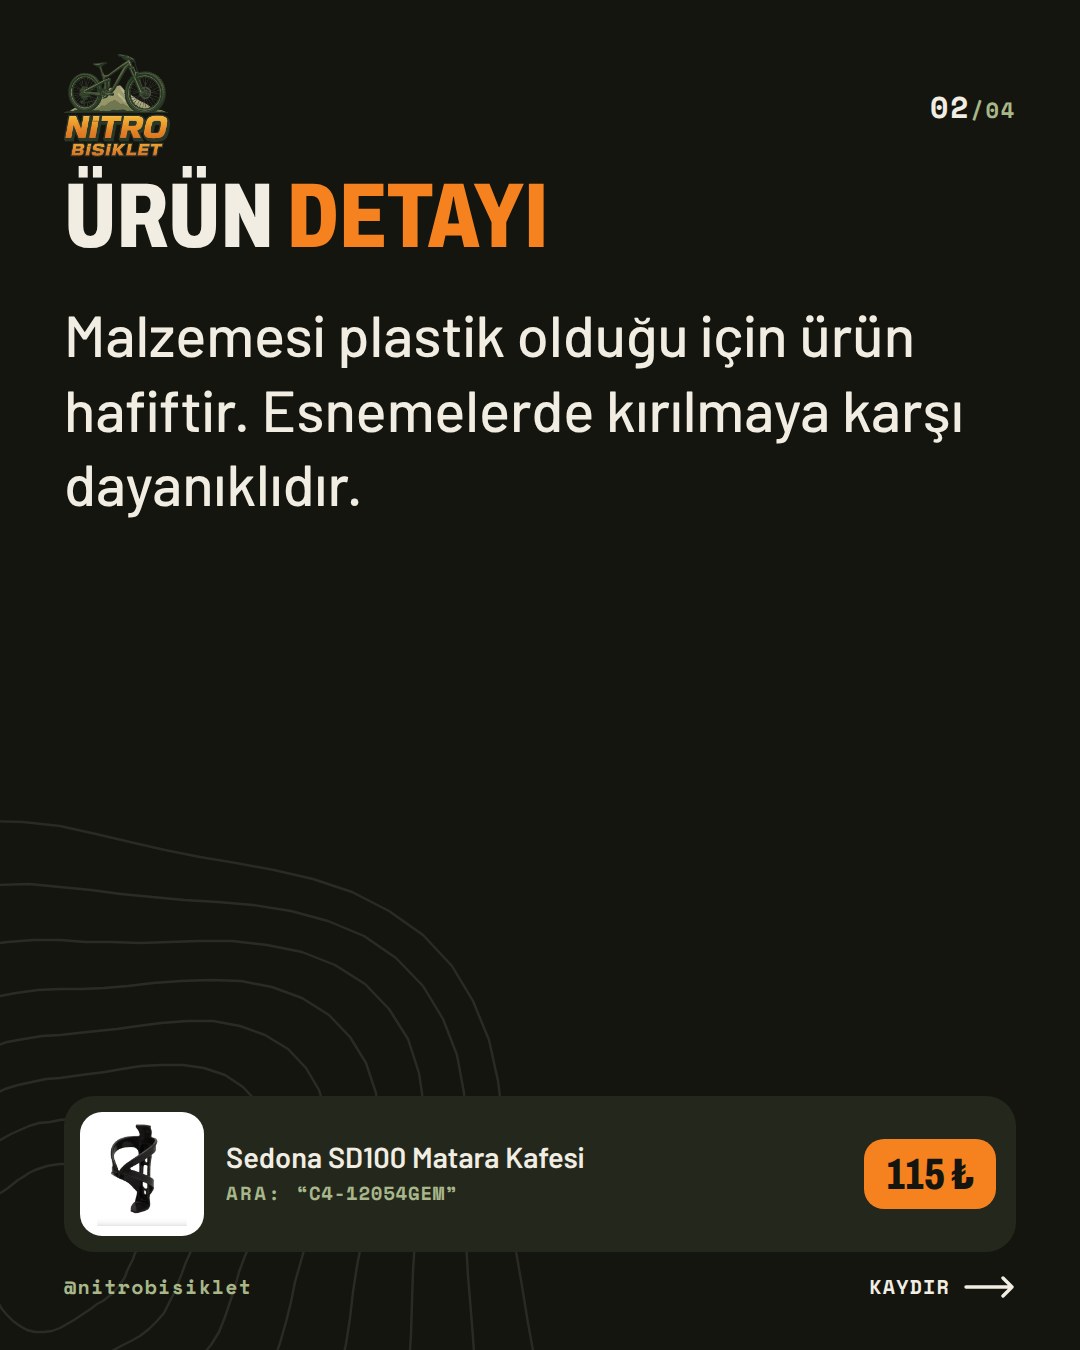 NITRO
BISIKLET
02/04
ÜRÜN DETAYI
Malzemesi plastik olduğu için ürün
hafiftir. Esnemelerde kırılmaya karşı
dayanıklıdır.
Sedona SD100 Matara Kafesi
ARA: “C4-12054GEM”
115 ₺
@nitrobisiklet
KAYDIR